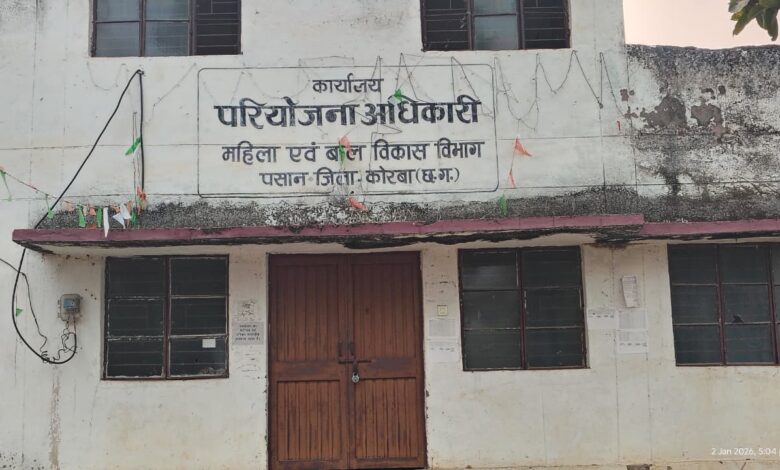 कार्यालय
परियोजना अधिकारी
महिला एवं बाल विकास विभाग
पसान-जिला-कोरबा(छ.ग.)
2 Jan 2026, 5:04